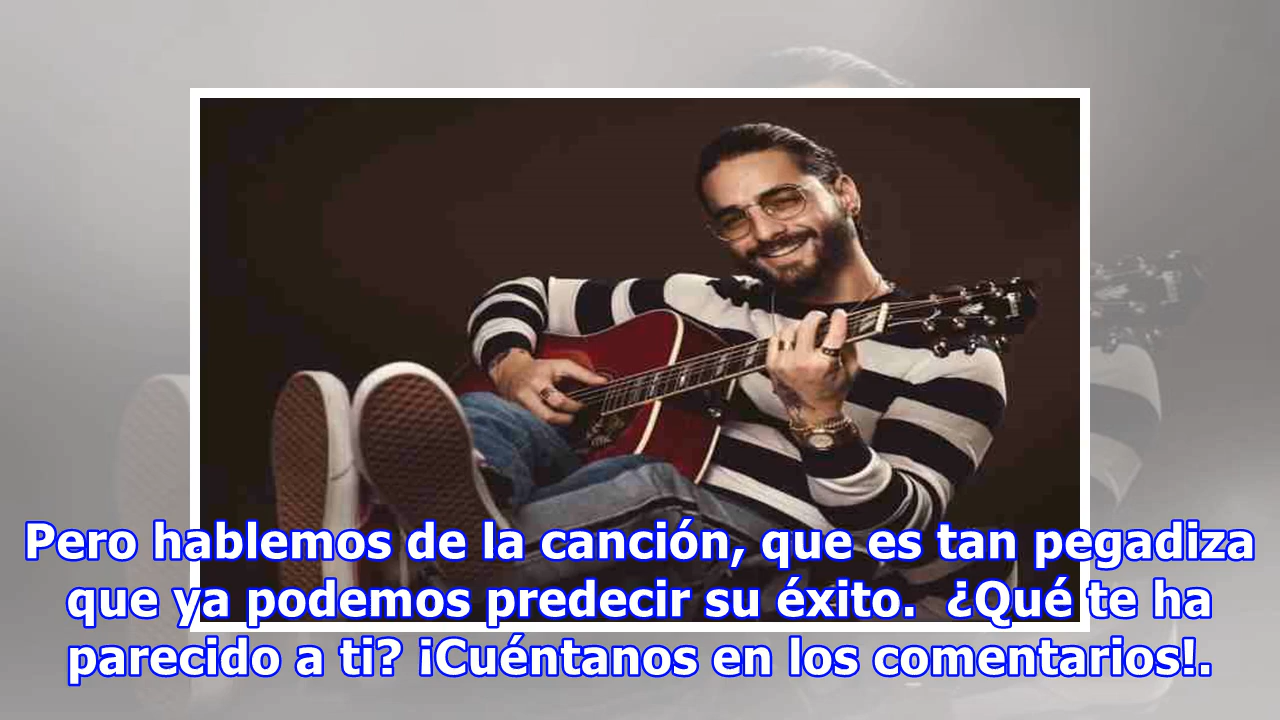 Pero hablemos de la canción, que es tan pegadiza
que ya podemos predecir su éxito.  ¿Qué te ha
parecido a ti? ¡Cuéntanos en los comentarios!.